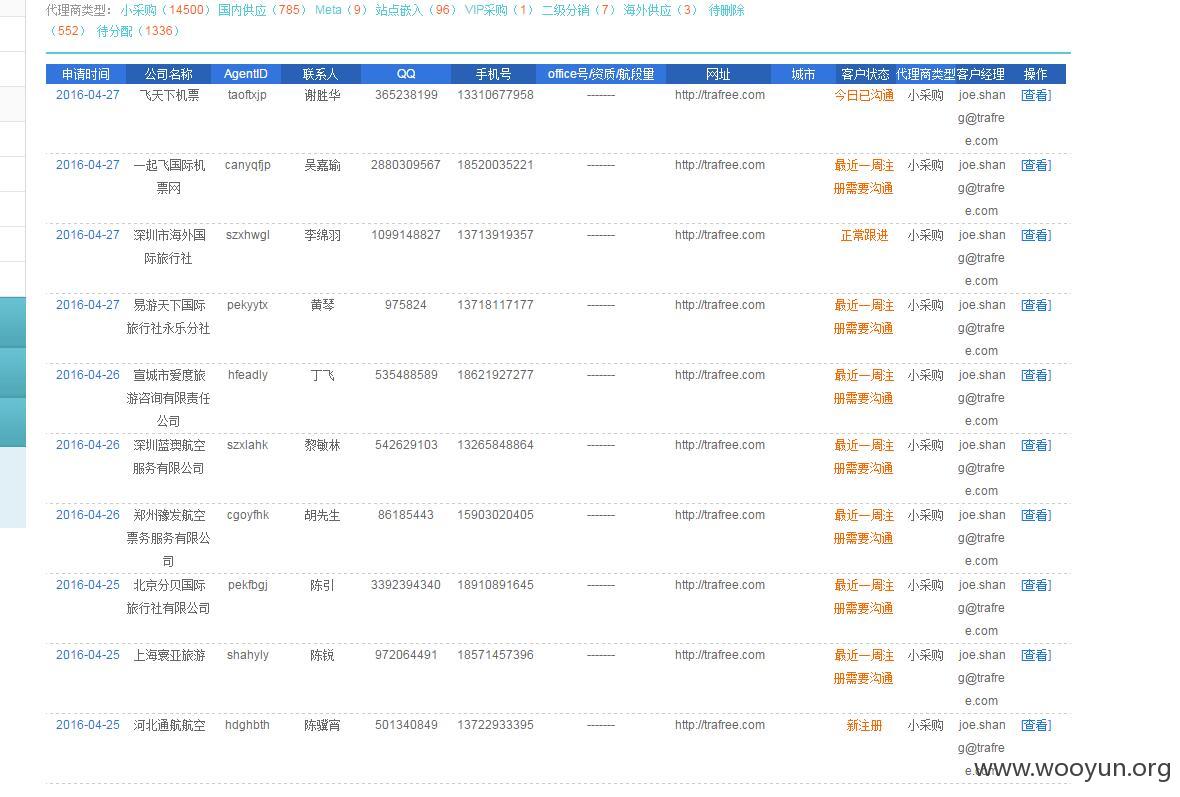 代理商类型: 小采购（14500）国内供应（785）Meta（9）站点嵌入（96）VIP采购（1）二级分销（7）海外供应（3） 待删除
（552） 待分配（1336）
申请时间 公司名称 AgentID 联系人 QQ 手机号 office号/资质/航段量 网址 城市 客户状态 代理商类型 客户经理 操作
2016-04-27 飞天下机票 taoftxjp 谢胜华 365238199 13310677958 ------- http://trafree.com 今日已沟通 小采购 joe.shan [查看]
g@trafre
e.com
2016-04-27 一起飞国际机 canyqfjp 吴嘉瑜 2880309567 18520035221 ------- http://trafree.com 最近一周注 小采购 joe.shan [查看]
票网 册需要沟通 g@trafre
e.com
2016-04-27 深圳市海外国 szxhwgl 李绵羽 1099148827 13713919357 ------- http://trafree.com 正常跟进 小采购 joe.shan [查看]
际旅行社 g@trafre
e.com
2016-04-27 易游天下国际 pekyytx 黄琴 975824 13718117177 ------- http://trafree.com 最近一周注 小采购 joe.shan [查看]
旅行社永乐分社 册需要沟通 g@trafre
e.com
2016-04-26 宣城市爱度旅 hfeadly 丁飞 535488589 18621927277 ------- http://trafree.com 最近一周注 小采购 joe.shan [查看]
游咨询有限责任 册需要沟通 g@trafre
公司 e.com
2016-04-26 深圳蓝澳航空 szxlahk 黎敏林 542629103 13265848864 ------- http://trafree.com 最近一周注 小采购 joe.shan [查看]
服务有限公司 册需要沟通 g@trafre
e.com
2016-04-26 郑州豫发航空 cgoyfhk 胡先生 86185443 15903020405 ------- http://trafree.com 最近一周注 小采购 joe.shan [查看]
票务服务有限公 册需要沟通 g@trafre
司 e.com
2016-04-25 北京分贝国际 pekfbgj 陈引 3392394340 18910891645 ------- http://trafree.com 最近一周注 小采购 joe.shan [查看]
旅行社有限公司 册需要沟通 g@trafre
e.com
2016-04-25 上海寰亚旅游 shahyly 陈锐 972064491 18571457396 ------- http://trafree.com 最近一周注 小采购 joe.shan [查看]
册需要沟通 g@trafre
e.com
2016-04-25 河北通航航空 hdghbth 陈骥宵 501340849 13722933395 ------- http://trafree.com 新注册 小采购 joe.shan [查看]
g@trafre
e.com
www.wooyun.org